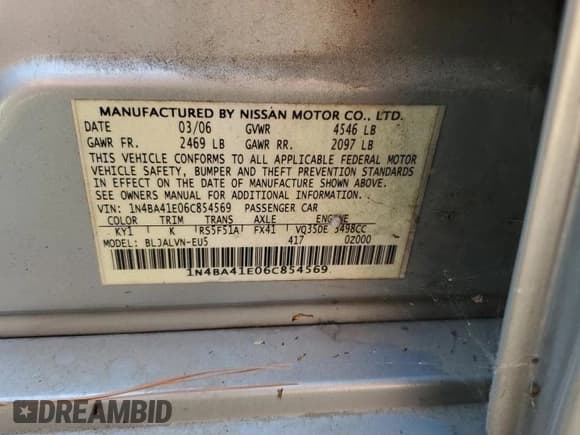 MANUFACTURED BY NISSAN MOTOR CO., LTD.
DATE 03/06 GVWR 4546 LB
GAWR FR. 2469 LB GAWR RR. 2097 LB
THIS VEHICLE CONFORMS TO ALL APPLICABLE FEDERAL MOTOR
VEHICLE SAFETY, BUMPER AND THEFT PREVENTION STANDARDS
IN EFFECT ON THE DATE OF MANUFACTURE SHOWN ABOVE.
SEE OWNERS MANUAL FOR ADDITIONAL INFORMATION.
VIN: 1N4BA41E06C854569 PASSENGER CAR
COLOR TRIM TRANS AXLE ENGINE
KY1 K RS5F51A FX41 VQ35DE 3498CC
MODEL: BLJALVN-EU5 417 0Z000
1N4BA41E06C854569
DREAMBID